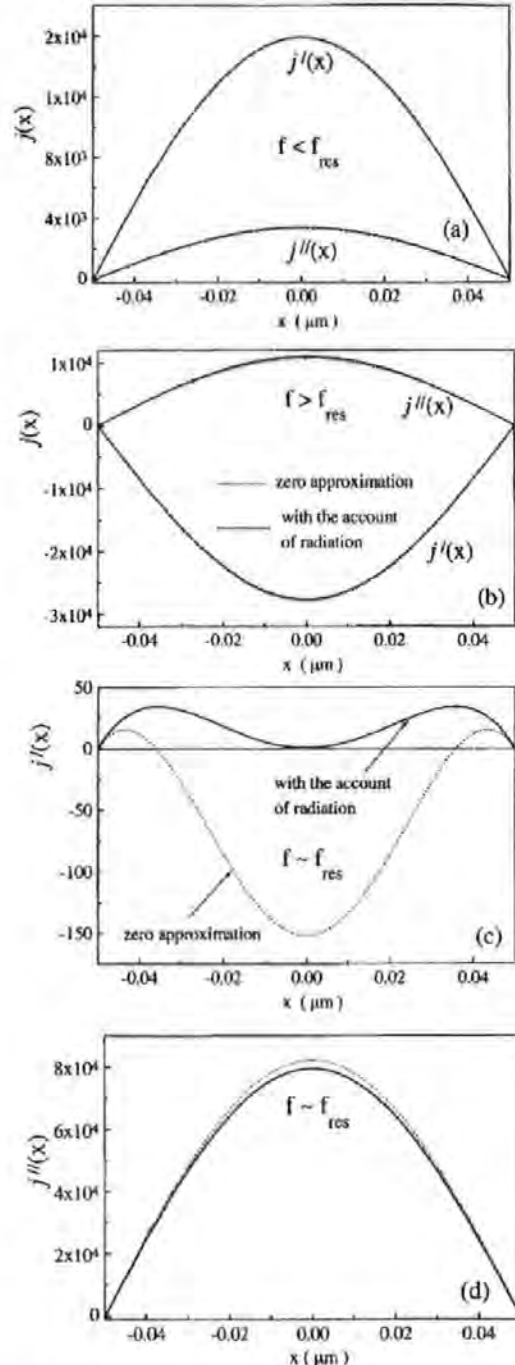 2x10⁴
1x10⁴
8x10³
4x10³
0
j(x)
j′(x)
f < f_res
j″(x)
(a)
-0.04 -0.02 0.00 0.02 0.04
x (μm)
1x10⁴
0
-1x10⁴
-2x10⁴
-3x10⁴
j(x)
f > f_res
j″(x)
zero approximation
with the account
of radiation
j′(x)
(b)
-0.04 -0.02 0.00 0.02 0.04
x (μm)
50
0
-50
-100
-150
j′(x)
with the account
of radiation
f ~ f_res
zero approximation
(c)
-0.04 -0.02 0.00 0.02 0.04
x (μm)
8x10⁴
6x10⁴
4x10⁴
2x10⁴
0
j″(x)
f ~ f_res
(d)
-0.04 -0.02 0.00 0.02 0.04
x (μm)